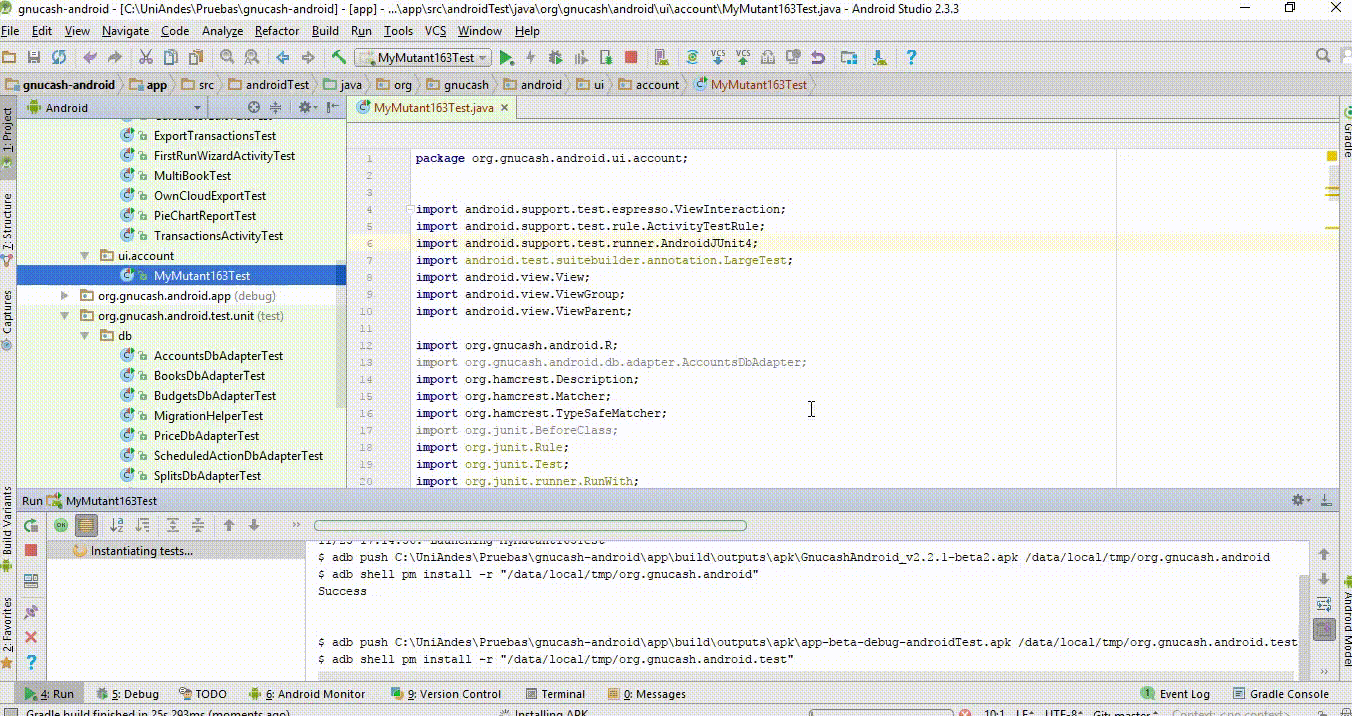 gnucash-android - [C:\UniAndes\Pruebas\gnucash-android] - [app] - ...\app\src\androidTest\java\org\gnucash\android\ui\account\MyMutant163Test.java - Android Studio 2.3.3
File Edit View Navigate Code Analyze Refactor Build Run Tools VCS Window Help
MyMutant163Test VCS VCS ?
gnucash-android app src androidTest java org gnucash android ui account MyMutant163Test
Android
MyMutant163Test.java
1: Project
7: Structure
Captures
Build Variants
2: Favorites
Gradle
Android Model
ExportTransactionsTest
FirstRunWizardActivityTest
MultiBookTest
OwnCloudExportTest
PieChartReportTest
TransactionsActivityTest
ui.account
MyMutant163Test
org.gnucash.android.app (debug)
org.gnucash.android.test.unit (test)
db
AccountsDbAdapterTest
BooksDbAdapterTest
BudgetsDbAdapterTest
MigrationHelperTest
PriceDbAdapterTest
ScheduledActionDbAdapterTest
SplitsDbAdapterTest
1 package org.gnucash.android.ui.account;
2
3
4 import android.support.test.espresso.ViewInteraction;
5 import android.support.test.rule.ActivityTestRule;
6 import android.support.test.runner.AndroidJUnit4;
7 import android.test.suitebuilder.annotation.LargeTest;
8 import android.view.View;
9 import android.view.ViewGroup;
10 import android.view.ViewParent;
11
12 import org.gnucash.android.R;
13 import org.gnucash.android.db.adapter.AccountsDbAdapter;
14 import org.hamcrest.Description;
15 import org.hamcrest.Matcher;
16 import org.hamcrest.TypeSafeMatcher;
17 import org.junit.BeforeClass;
18 import org.junit.Rule;
19 import org.junit.Test;
20 import org.junit.runner.RunWith;
Run MyMutant163Test
Instantiating tests...
Launching MyMutant163Test
$ adb push C:\UniAndes\Pruebas\gnucash-android\app\build\outputs\apk\GnucashAndroid_v2.2.1-beta2.apk /data/local/tmp/org.gnucash.android
$ adb shell pm install -r "/data/local/tmp/org.gnucash.android"
Success
$ adb push C:\UniAndes\Pruebas\gnucash-android\app\build\outputs\apk\app-beta-debug-androidTest.apk /data/local/tmp/org.gnucash.android.test
$ adb shell pm install -r "/data/local/tmp/org.gnucash.android.test"
4: Run 5: Debug TODO 6: Android Monitor 9: Version Control Terminal 0: Messages 1 Event Log Gradle Console
Gradle build finished in 25s 293ms (moments ago) Installing APK 10:1 LF UTF-8 Git: master Context: <no context>